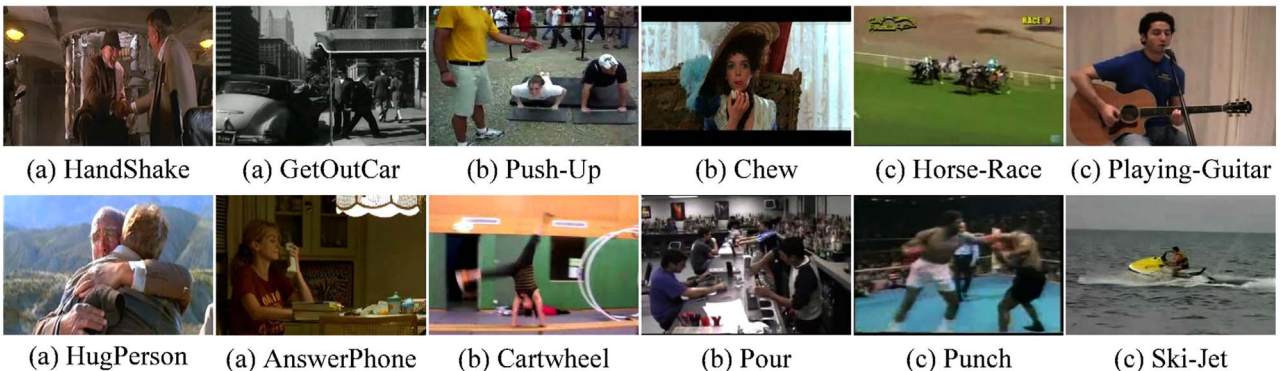 RACE 9
(a) HandShake
(a) GetOutCar
(b) Push-Up
(b) Chew
(c) Horse-Race
(c) Playing-Guitar
(a) HugPerson
(a) AnswerPhone
(b) Cartwheel
(b) Pour
(c) Punch
(c) Ski-Jet